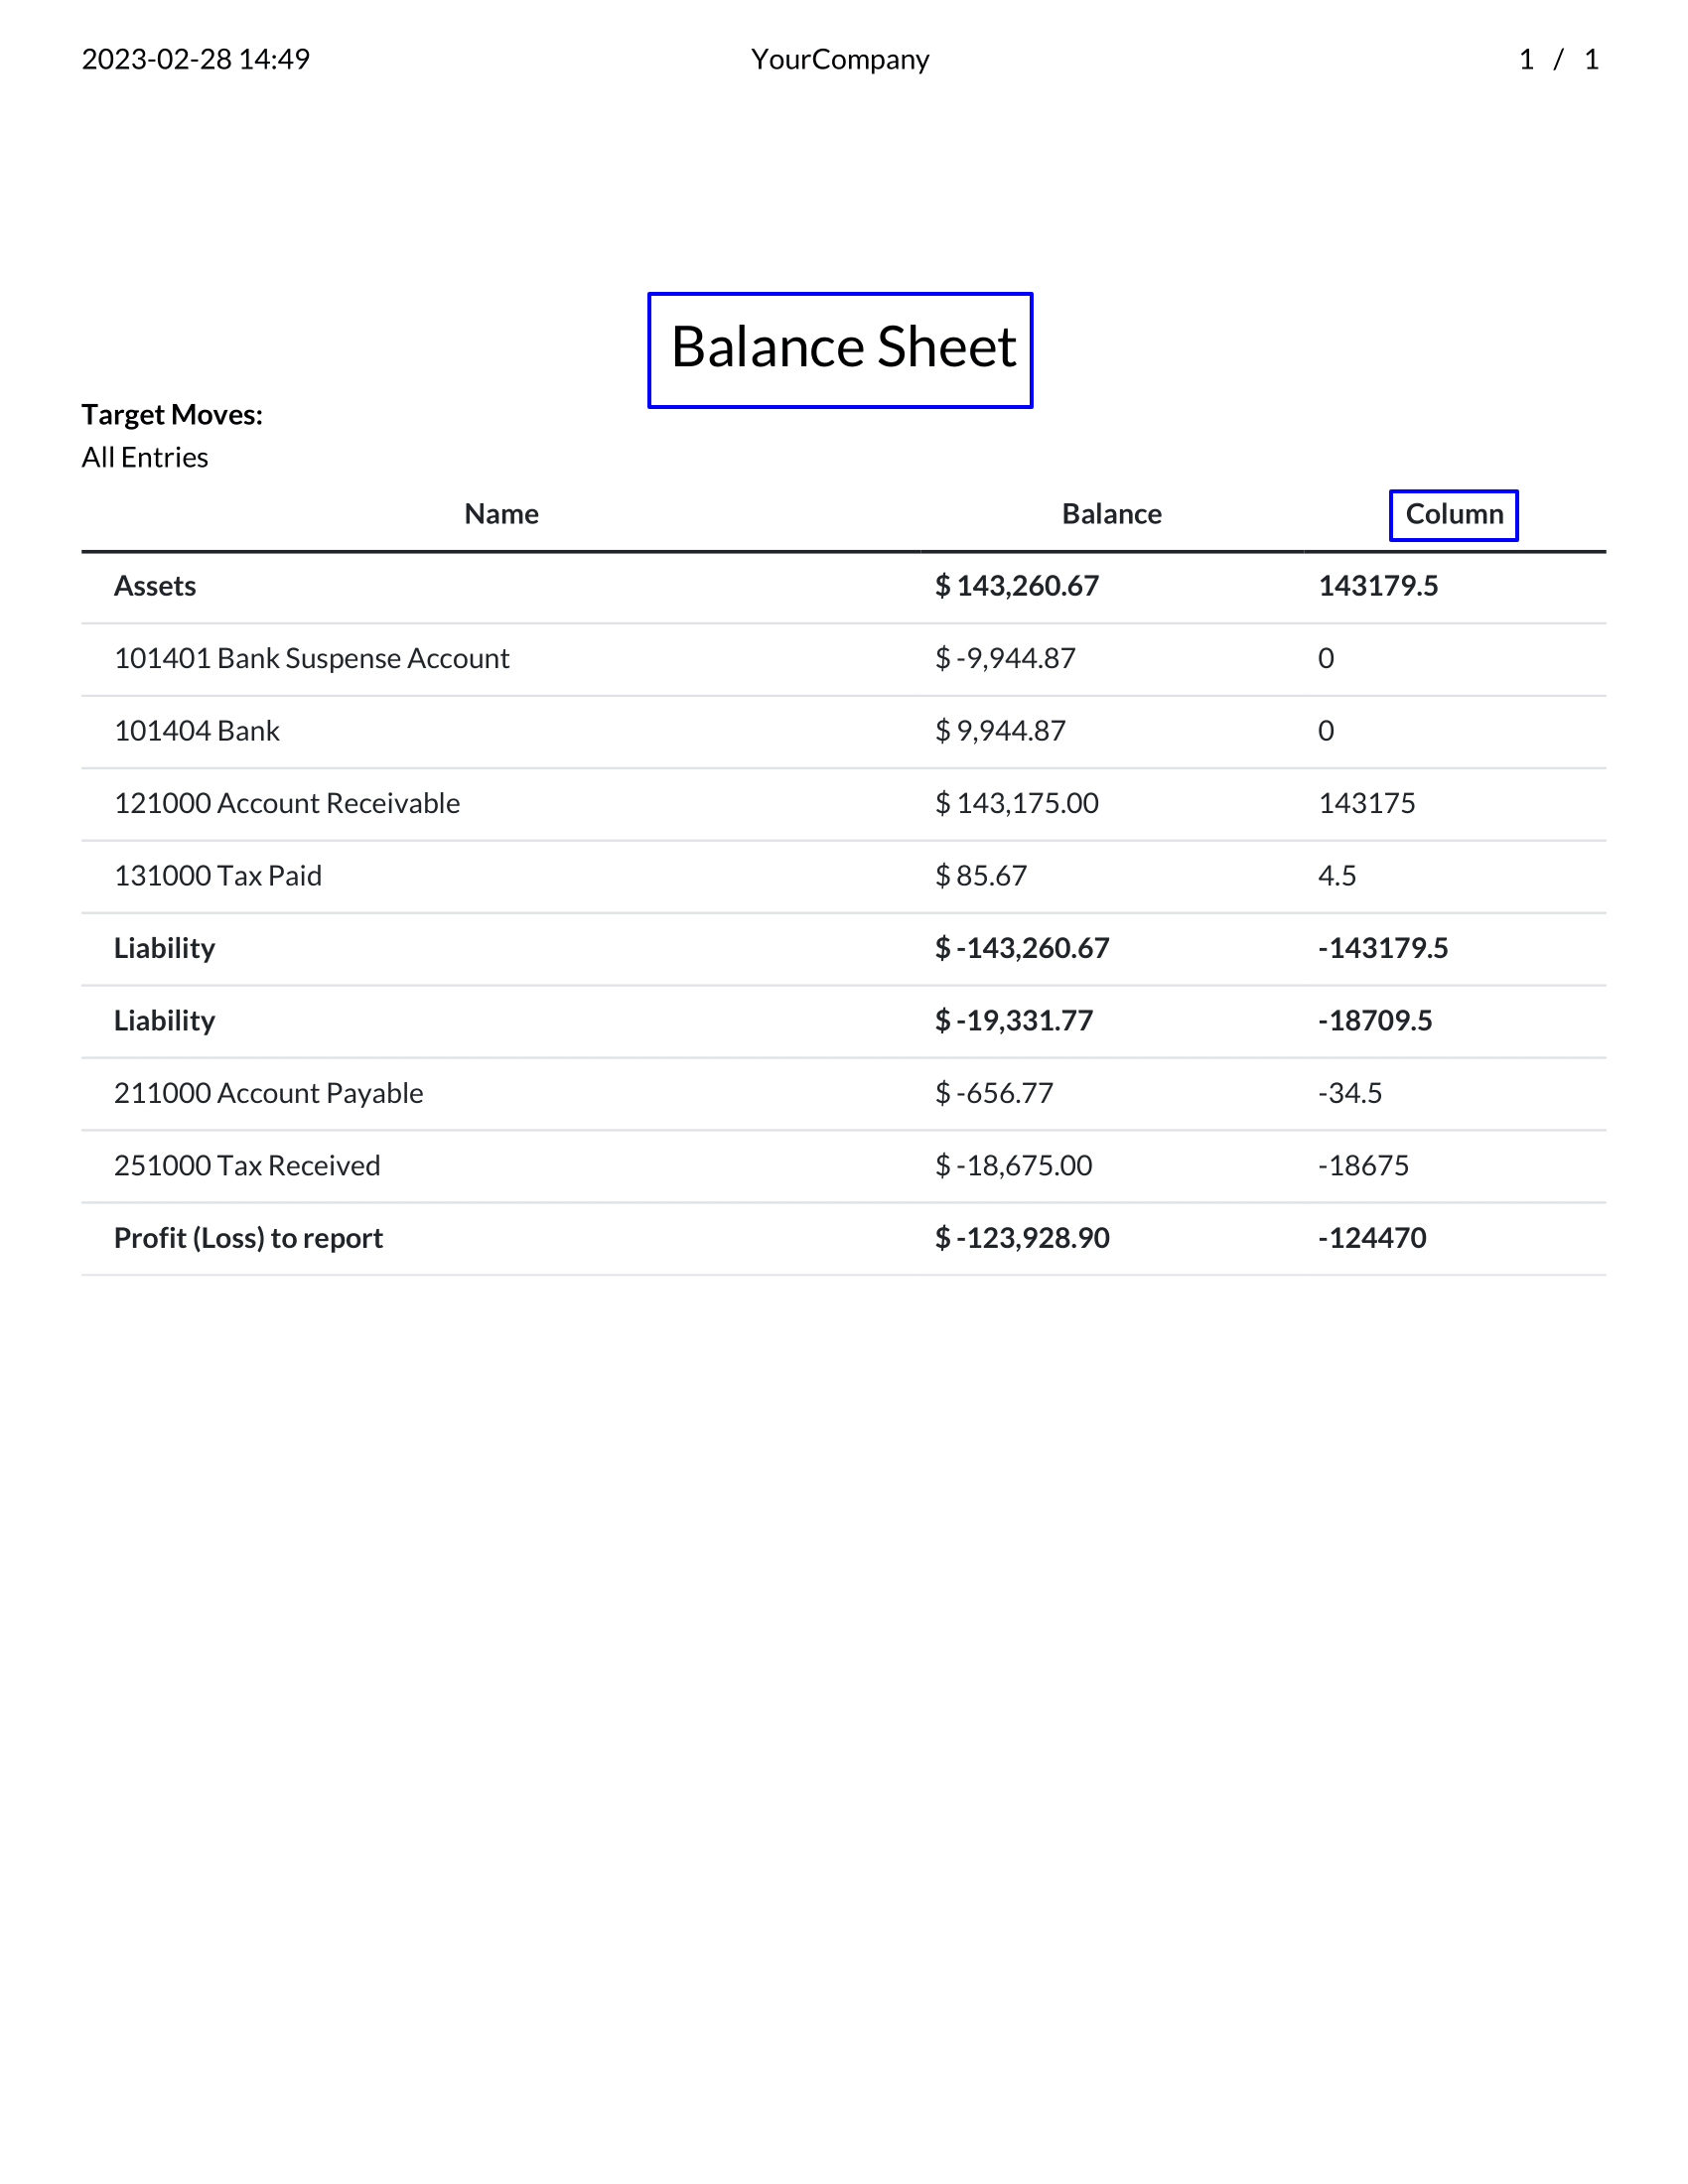 2023-02-28 14:49 YourCompany 1 / 1
Balance Sheet
Target Moves:
All Entries
Name Balance Column
Assets $ 143,260.67 143179.5
101401 Bank Suspense Account $ -9,944.87 0
101404 Bank $ 9,944.87 0
121000 Account Receivable $ 143,175.00 143175
131000 Tax Paid $ 85.67 4.5
Liability $ -143,260.67 -143179.5
Liability $ -19,331.77 -18709.5
211000 Account Payable $ -656.77 -34.5
251000 Tax Received $ -18,675.00 -18675
Profit (Loss) to report $ -123,928.90 -124470